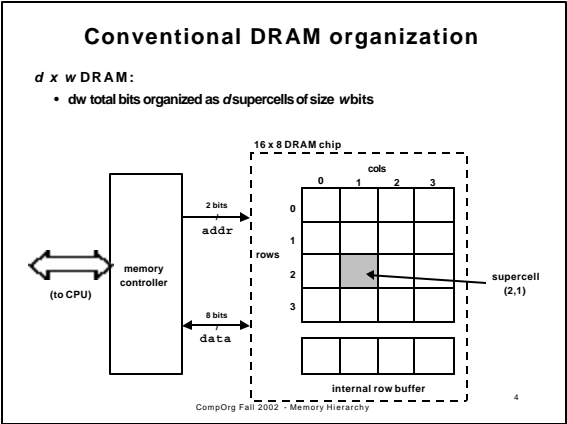 Conventional DRAM organization
d x w DRAM:
• dw total bits organized as d supercells of size w bits
16 x 8 DRAM chip
cols
0 1 2 3
2 bits
/
addr
0
1
rows
2
3
memory
controller
(to CPU)
supercell
(2,1)
8 bits
/
data
internal row buffer
CompOrg Fall 2002 - Memory Hierarchy
4